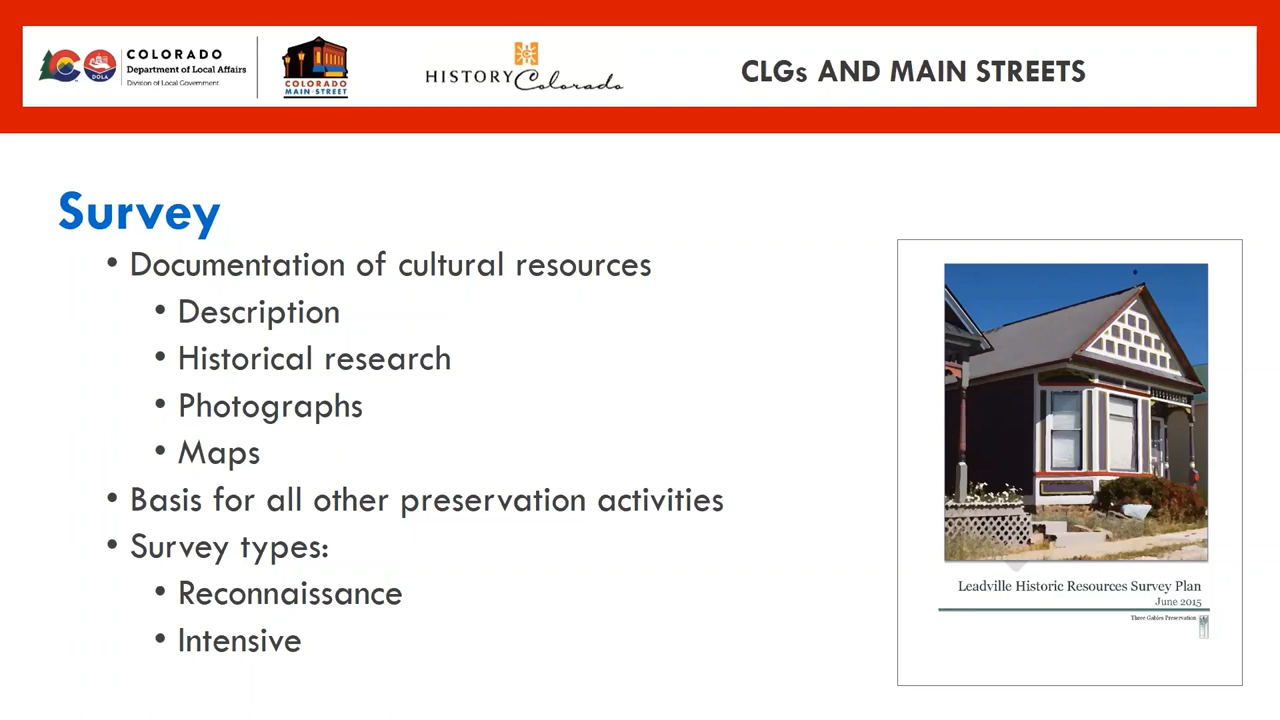 COLORADO
Department of Local Affairs
Division of Local Government
DOLA
COLORADO
MAIN STREET
HISTORY Colorado
CLGs AND MAIN STREETS
Survey
• Documentation of cultural resources
• Description
• Historical research
• Photographs
• Maps
• Basis for all other preservation activities
• Survey types:
• Reconnaissance
• Intensive
Leadville Historic Resources Survey Plan
June 2015
Three Gables Preservation